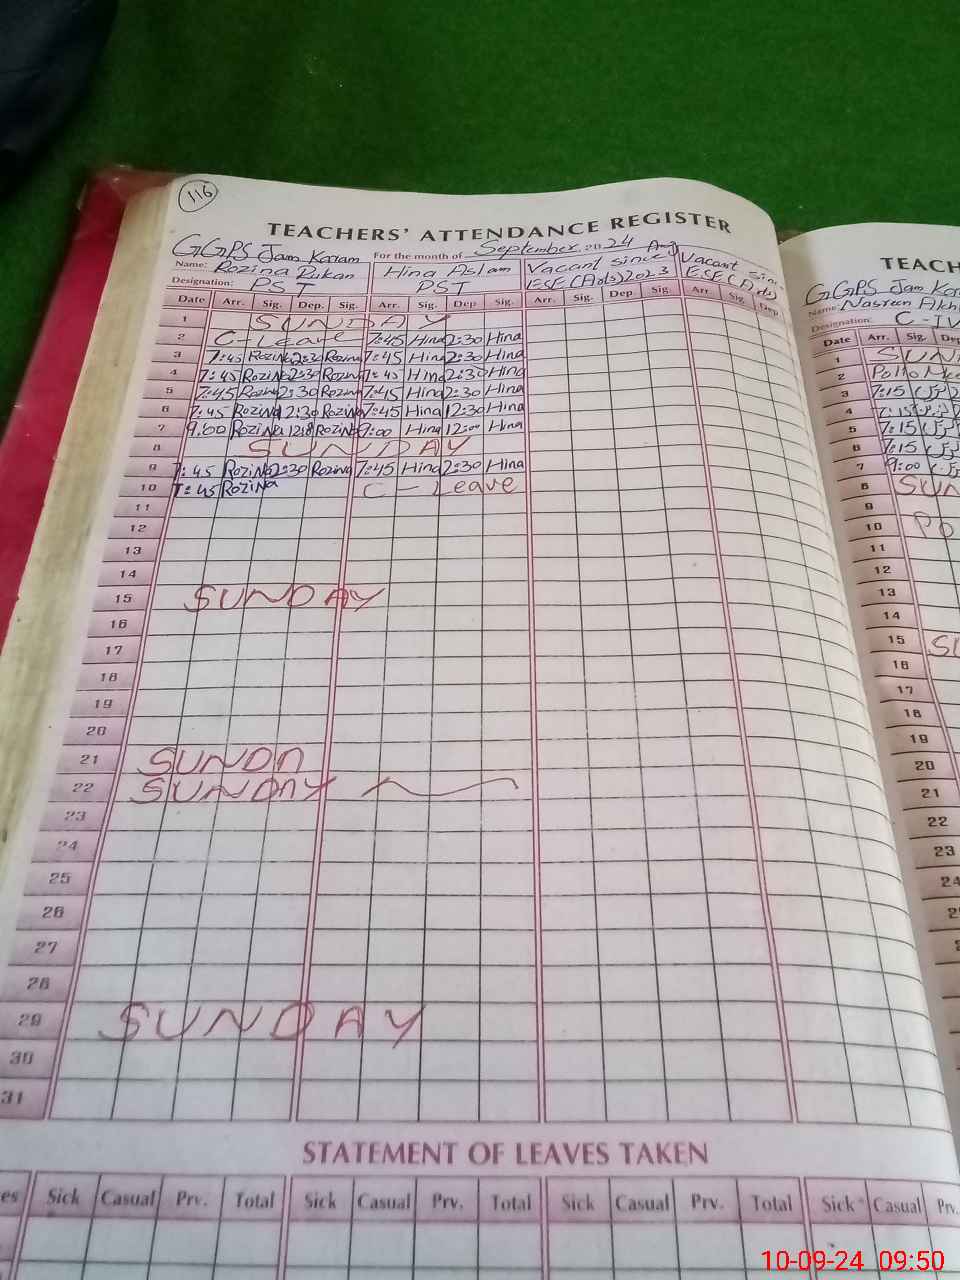 116
TEACHERS' ATTENDANCE REGISTER
GGPS Jam Karam For the month of September 2024
Name: Rozina Rukan Hina Aslam Vacant since Aug Vacant sin
Designation: PST PST ESE (Arts) 2023 ESE (Arts)
Date Arr. Sig. Dep. Sig. Arr. Sig. Dep Sig. Arr. Sig. Dep Sig. Arr. Sig. Dep
1 SUNDAY
2 C-Leave 7:45 Hina 2:30 Hina
3 7:45 Rozina 2:30 Rozina 7:45 Hina 2:30 Hina
4 7:45 Rozina 2:30 Rozina 7:45 Hina 2:30 Hina
5 7:45 Rozina 2:30 Rozina 7:45 Hina 2:30 Hina
6 7:45 Rozina 12:30 Rozina 7:45 Hina 12:30 Hina
7 9:00 Rozina Rozina 9:00 Hina 12:00 Hina
8 SUNDAY
9 7:45 Rozina 2:30 Rozina 7:45 Hina 2:30 Hina
10 7:45 Rozina C-Leave
11
12
13
14
15 SUNDAY
16
17
18
19
20
21 SUNDA
22 SUNDAY
23
24
25
26
27
28
29 SUNDAY
30
31
STATEMENT OF LEAVES TAKEN
es Sick Casual Prv. Total Sick Casual Prv. Total Sick Casual Prv. Total Sick Casual Prv.
TEACH
GGPS Jam Kara
Name Nasreen Akh
Designation: C-IV
Date Arr. Sig. De
1 SUN
2 Polio Mee
3 7:15
4 7:15
5 7:15
6 7:15
7 9:00
8 SUN
9
10 PO
11
12
13
14
15 SU
16
17
18
19
20
21
22
23
24
10-09-24 09:50